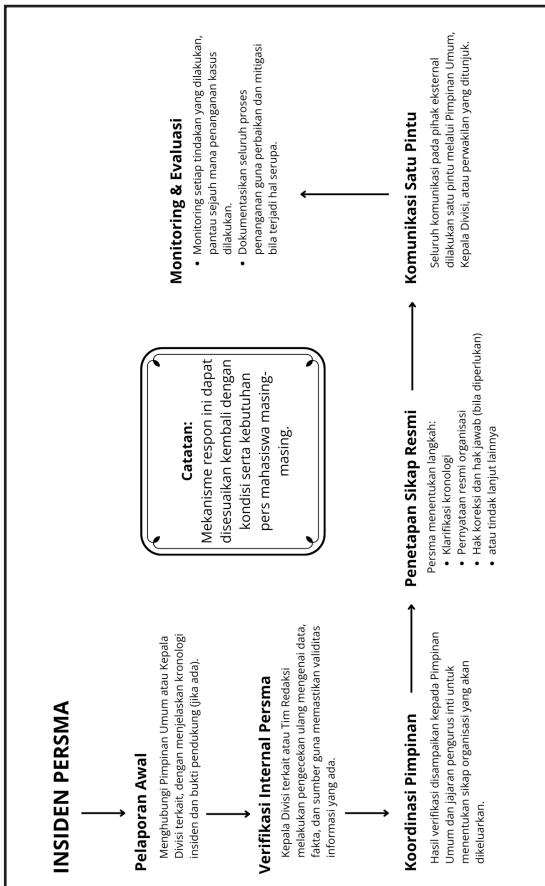 INSIDEN PERSMA
Pelaporan Awal
Menghubungi Pimpinan Umum atau Kepala
Divisi terkait, dengan menjelaskan kronologi
insiden dan bukti pendukung (jika ada).
Verifikasi Internal Persma
Kepala Divisi terkait atau Tim Redaksi
melakukan pengecekan ulang mengenai data,
fakta, dan sumber guna memastikan validitas
informasi yang ada.
Koordinasi Pimpinan
Hasil verifikasi disampaikan kepada Pimpinan
Umum dan jajaran pengurus inti untuk
menentukan sikap organisasi yang akan
dikeluarkan.
Penetapan Sikap Resmi
Persma menentukan langkah:
• Klarifikasi kronologi
• Pernyataan resmi organisasi
• Hak koreksi dan hak jawab (bila diperlukan)
• atau tindak lanjut lainnya
Komunikasi Satu Pintu
Seluruh komunikasi pada pihak eksternal
dilakukan satu pintu melalui Pimpinan Umum,
Kepala Divisi, atau perwakilan yang ditunjuk.
Monitoring & Evaluasi
• Monitoring setiap tindakan yang dilakukan,
pantau sejauh mana penanganan kasus
dilakukan.
• Dokumentasikan seluruh proses
penanganan guna perbaikan dan mitigasi
bila terjadi hal serupa.
Catatan:
Mekanisme respon ini dapat
disesuaikan kembali dengan
kondisi serta kebutuhan
pers mahasiswa masing-
masing.